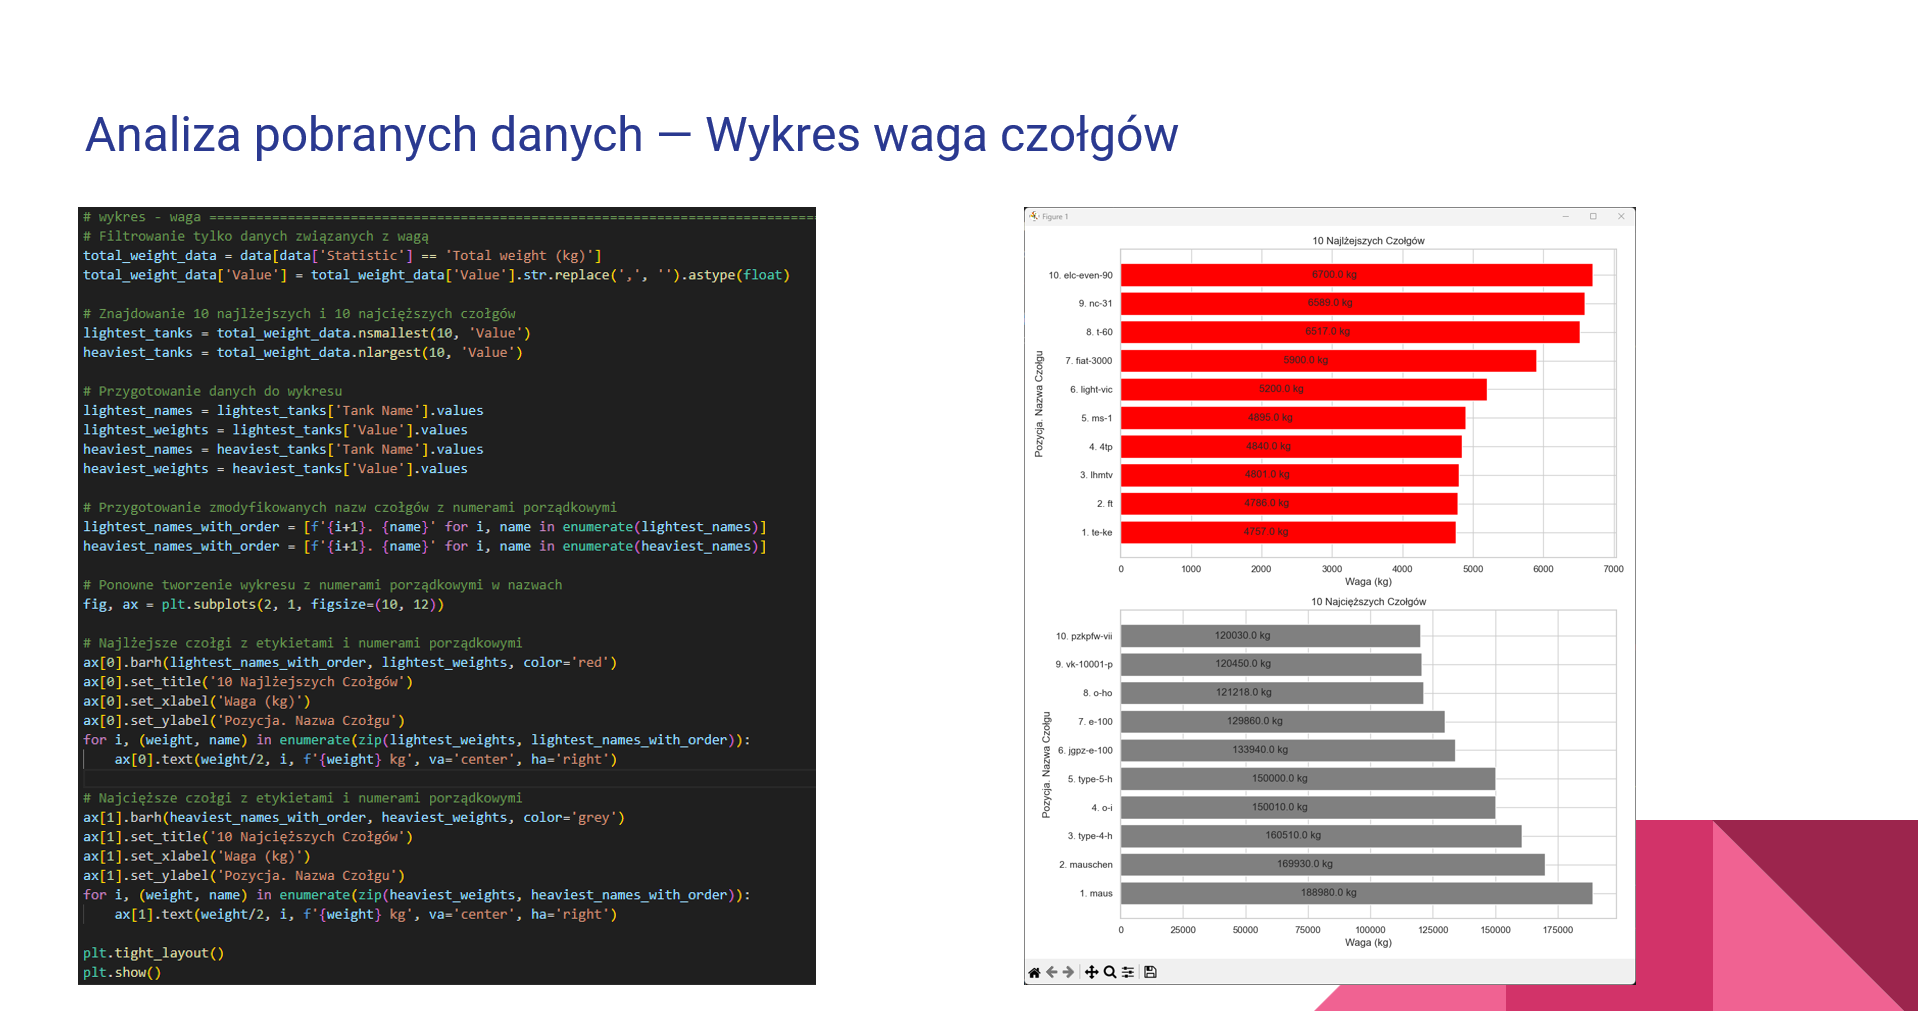 Analiza pobranych danych — Wykres waga czołgów
# wykres - waga ==============================================================================
# Filtrowanie tylko danych związanych z wagą
total_weight_data = data[data['Statistic'] == 'Total weight (kg)']
total_weight_data['Value'] = total_weight_data['Value'].str.replace(',', '').astype(float)
# Znajdowanie 10 najlżejszych i 10 najcięższych czołgów
lightest_tanks = total_weight_data.nsmallest(10, 'Value')
heaviest_tanks = total_weight_data.nlargest(10, 'Value')
# Przygotowanie danych do wykresu
lightest_names = lightest_tanks['Tank Name'].values
lightest_weights = lightest_tanks['Value'].values
heaviest_names = heaviest_tanks['Tank Name'].values
heaviest_weights = heaviest_tanks['Value'].values
# Przygotowanie zmodyfikowanych nazw czołgów z numerami porządkowymi
lightest_names_with_order = [f'{i+1}. {name}' for i, name in enumerate(lightest_names)]
heaviest_names_with_order = [f'{i+1}. {name}' for i, name in enumerate(heaviest_names)]
# Ponowne tworzenie wykresu z numerami porządkowymi w nazwach
fig, ax = plt.subplots(2, 1, figsize=(10, 12))
# Najlżejsze czołgi z etykietami i numerami porządkowymi
ax[0].barh(lightest_names_with_order, lightest_weights, color='red')
ax[0].set_title('10 Najlżejszych Czołgów')
ax[0].set_xlabel('Waga (kg)')
ax[0].set_ylabel('Pozycja. Nazwa Czołgu')
for i, (weight, name) in enumerate(zip(lightest_weights, lightest_names_with_order)):
    ax[0].text(weight/2, i, f'{weight} kg', va='center', ha='right')
# Najcięższe czołgi z etykietami i numerami porządkowymi
ax[1].barh(heaviest_names_with_order, heaviest_weights, color='grey')
ax[1].set_title('10 Najcięższych Czołgów')
ax[1].set_xlabel('Waga (kg)')
ax[1].set_ylabel('Pozycja. Nazwa Czołgu')
for i, (weight, name) in enumerate(zip(heaviest_weights, heaviest_names_with_order)):
    ax[1].text(weight/2, i, f'{weight} kg', va='center', ha='right')
plt.tight_layout()
plt.show()
Figure 1
10 Najlżejszych Czołgów
Pozycja. Nazwa Czołgu
10. elc-even-90 6700.0 kg
9. nc-31 6589.0 kg
8. t-60 6517.0 kg
7. fiat-3000 5900.0 kg
6. light-vic 5200.0 kg
5. ms-1 4895.0 kg
4. 4tp 4840.0 kg
3. lhmtv 4801.0 kg
2. ft 4786.0 kg
1. te-ke 4757.0 kg
0 1000 2000 3000 4000 5000 6000 7000
Waga (kg)
10 Najcięższych Czołgów
Pozycja. Nazwa Czołgu
10. pzkpfw-vii 120030.0 kg
9. vk-10001-p 120450.0 kg
8. o-ho 121218.0 kg
7. e-100 129860.0 kg
6. jgpz-e-100 133940.0 kg
5. type-5-h 150000.0 kg
4. o-i 150010.0 kg
3. type-4-h 160510.0 kg
2. mauschen 169930.0 kg
1. maus 188980.0 kg
0 25000 50000 75000 100000 125000 150000 175000
Waga (kg)